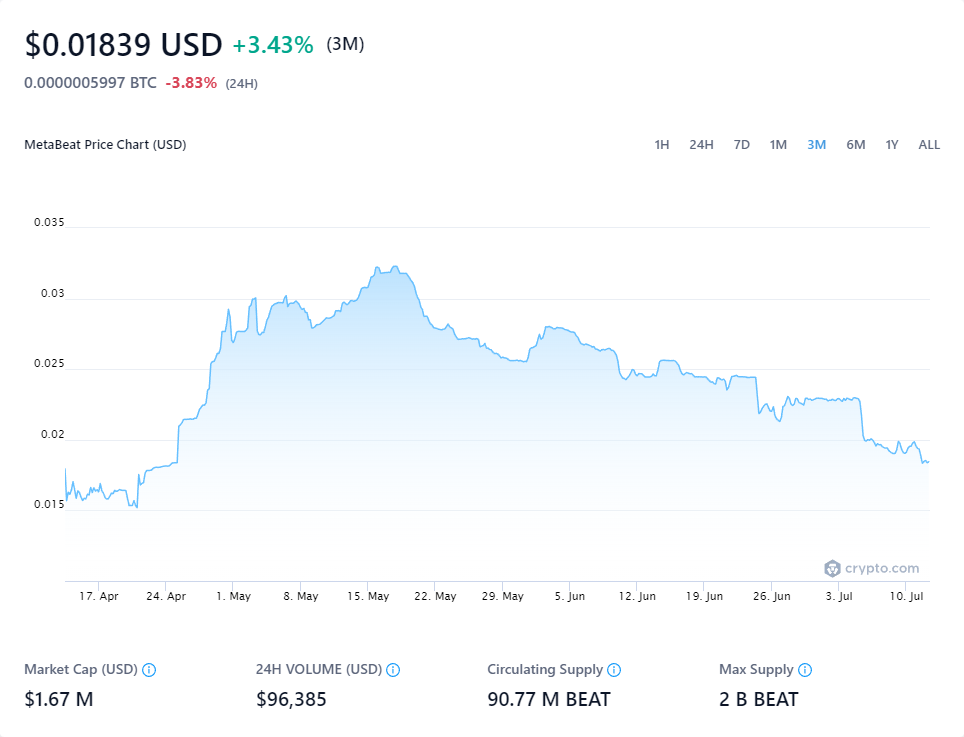 $0.01839 USD +3.43% (3M)
0.0000005997 BTC -3.83% (24H)
MetaBeat Price Chart (USD) 1H 24H 7D 1M 3M 6M 1Y ALL
0.035
0.03
0.025
0.02
0.015
crypto.com
17. Apr 24. Apr 1. May 8. May 15. May 22. May 29. May 5. Jun 12. Jun 19. Jun 26. Jun 3. Jul 10. Jul
Market Cap (USD) 24H VOLUME (USD) Circulating Supply Max Supply
$1.67 M $96,385 90.77 M BEAT 2 B BEAT